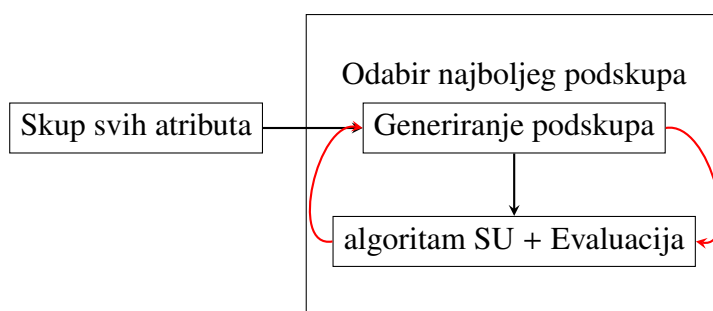 Odabir najboljeg podskupa
Skup svih atributa
Generiranje podskupa
algoritam SU + Evaluacija